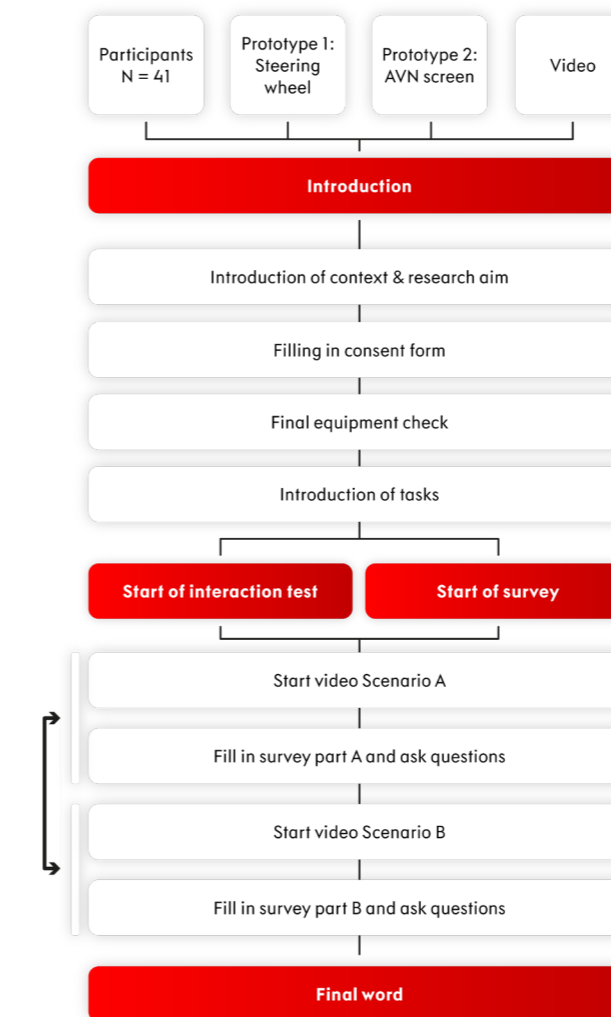 Participants
N = 41
Prototype 1:
Steering
wheel
Prototype 2:
AVN screen
Video
Introduction
Introduction of context & research aim
Filling in consent form
Final equipment check
Introduction of tasks
Start of interaction test
Start of survey
Start video Scenario A
Fill in survey part A and ask questions
Start video Scenario B
Fill in survey part B and ask questions
Final word